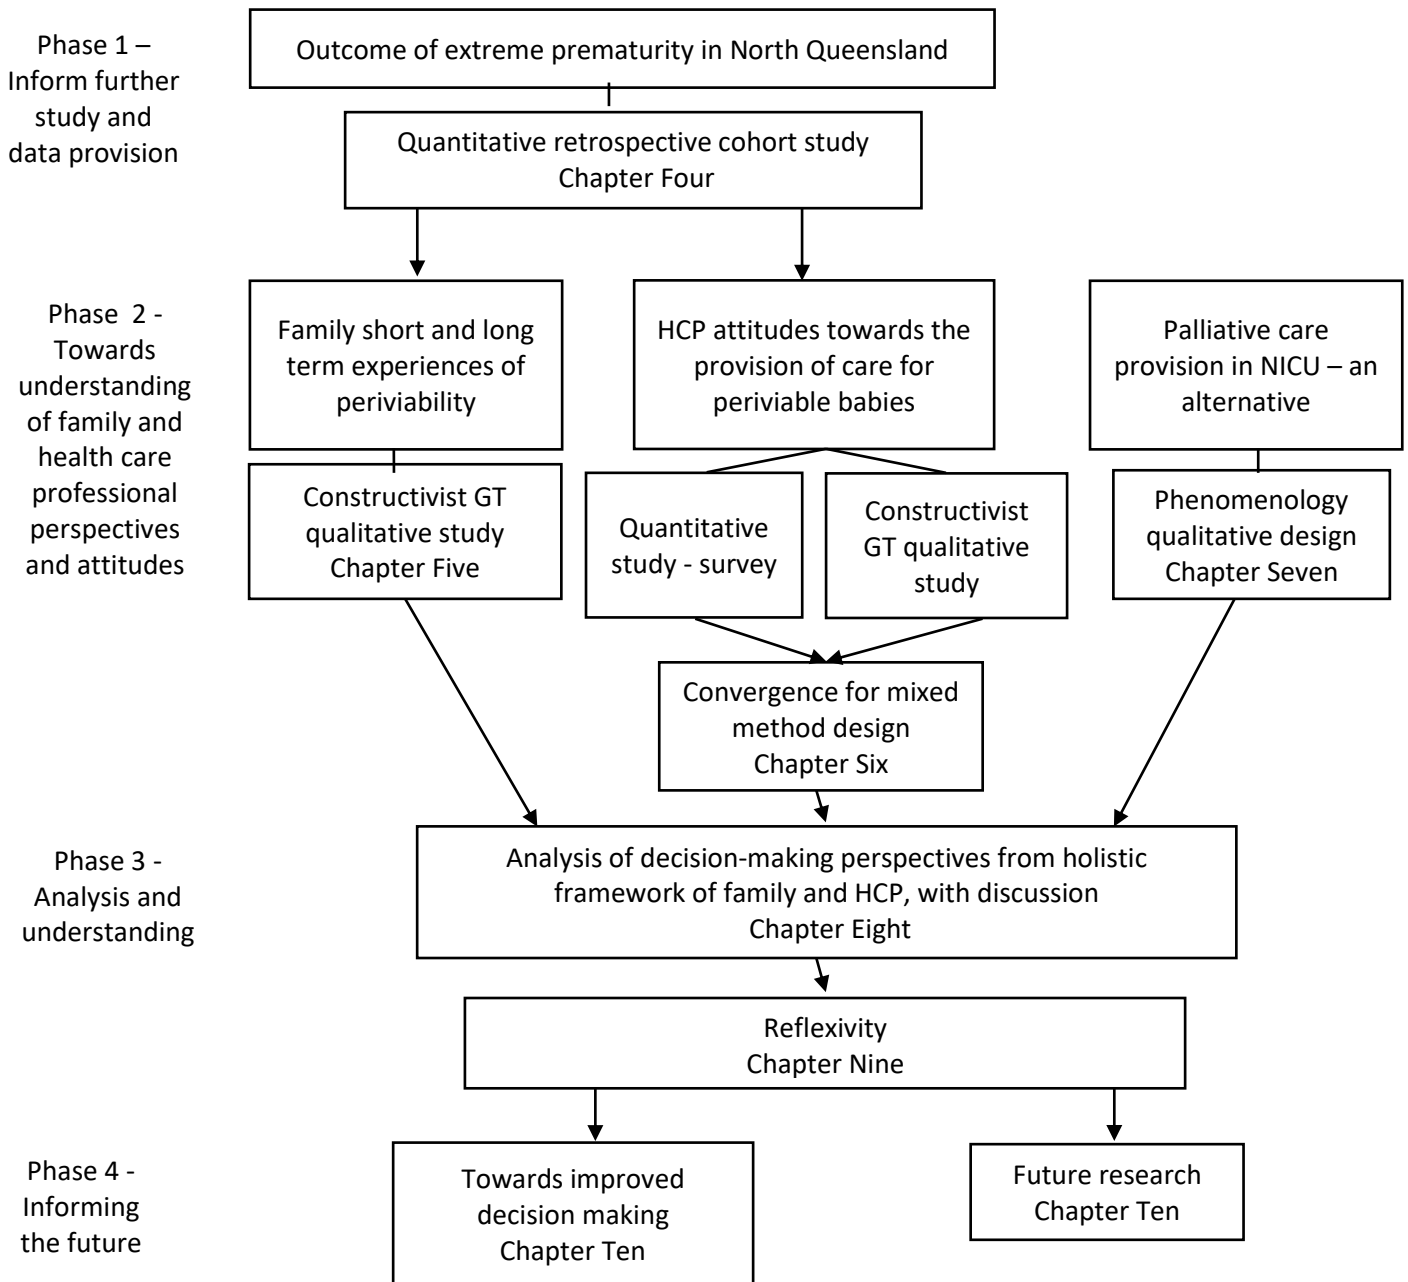 Phase 1 –
Inform further
study and
data provision
Outcome of extreme prematurity in North Queensland
Quantitative retrospective cohort study
Chapter Four
Phase 2 -
Towards
understanding
of family and
health care
professional
perspectives
and attitudes
Family short and long
term experiences of
periviability
HCP attitudes towards the
provision of care for
periviable babies
Palliative care
provision in NICU – an
alternative
Constructivist GT
qualitative study
Chapter Five
Quantitative
study - survey
Constructivist
GT qualitative
study
Phenomenology
qualitative design
Chapter Seven
Convergence for mixed
method design
Chapter Six
Phase 3 -
Analysis and
understanding
Analysis of decision-making perspectives from holistic
framework of family and HCP, with discussion
Chapter Eight
Reflexivity
Chapter Nine
Phase 4 -
Informing
the future
Towards improved
decision making
Chapter Ten
Future research
Chapter Ten